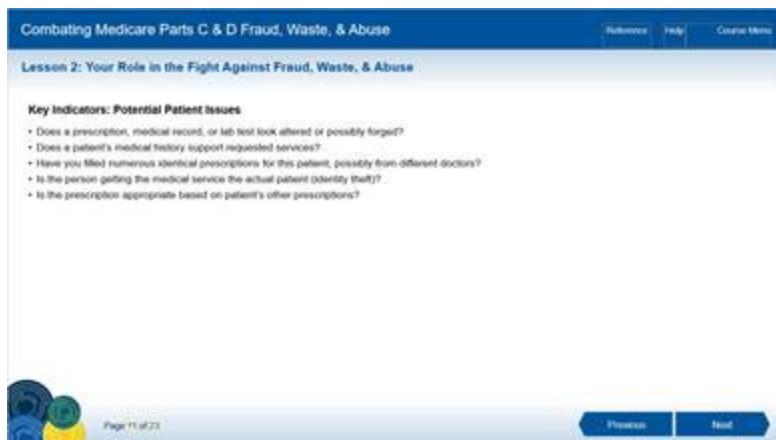 Combating Medicare Parts C & D Fraud, Waste, & Abuse
Reference Help Course Menu
Lesson 2: Your Role in the Fight Against Fraud, Waste, & Abuse
Key Indicators: Potential Patient Issues
• Does a prescription, medical record, or lab test look altered or possibly forged?
• Does a patient's medical history support requested services?
• Have you filled numerous identical prescriptions for this patient, possibly from different doctors?
• Is the person getting the medical service the actual patient (identity theft)?
• Is the prescription appropriate based on patient's other prescriptions?
Page 11 of 23
Previous Next